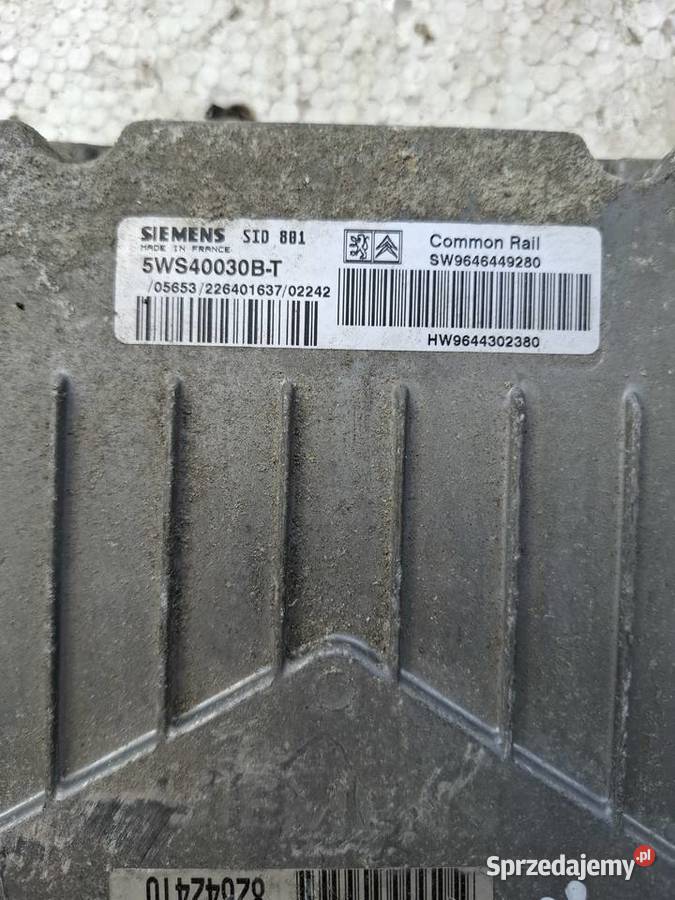 SIEMENS SID 801
MADE IN FRANCE
5WS40030B-T
/05653/226401637/02242
Common Rail
SW9646449280
HW9644302380
Sprzedajemy.pl